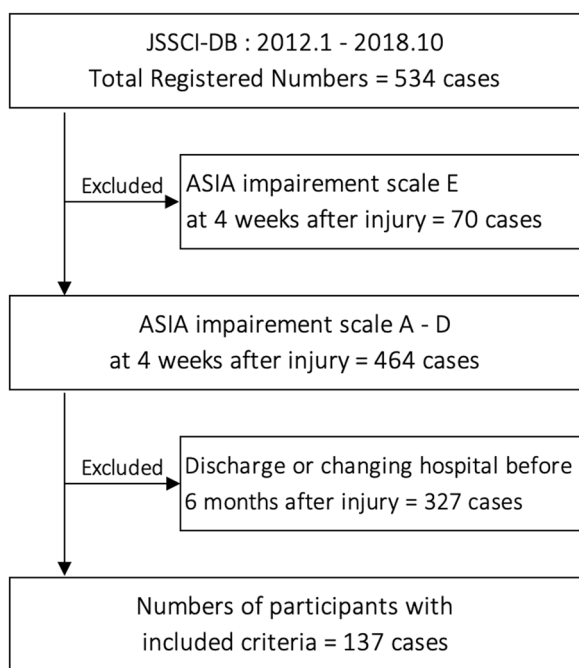 JSSCI-DB : 2012.1 - 2018.10
Total Registered Numbers = 534 cases
Excluded
ASIA impairement scale E
at 4 weeks after injury = 70 cases
ASIA impairement scale A - D
at 4 weeks after injury = 464 cases
Excluded
Discharge or changing hospital before
6 months after injury = 327 cases
Numbers of participants with
included criteria = 137 cases